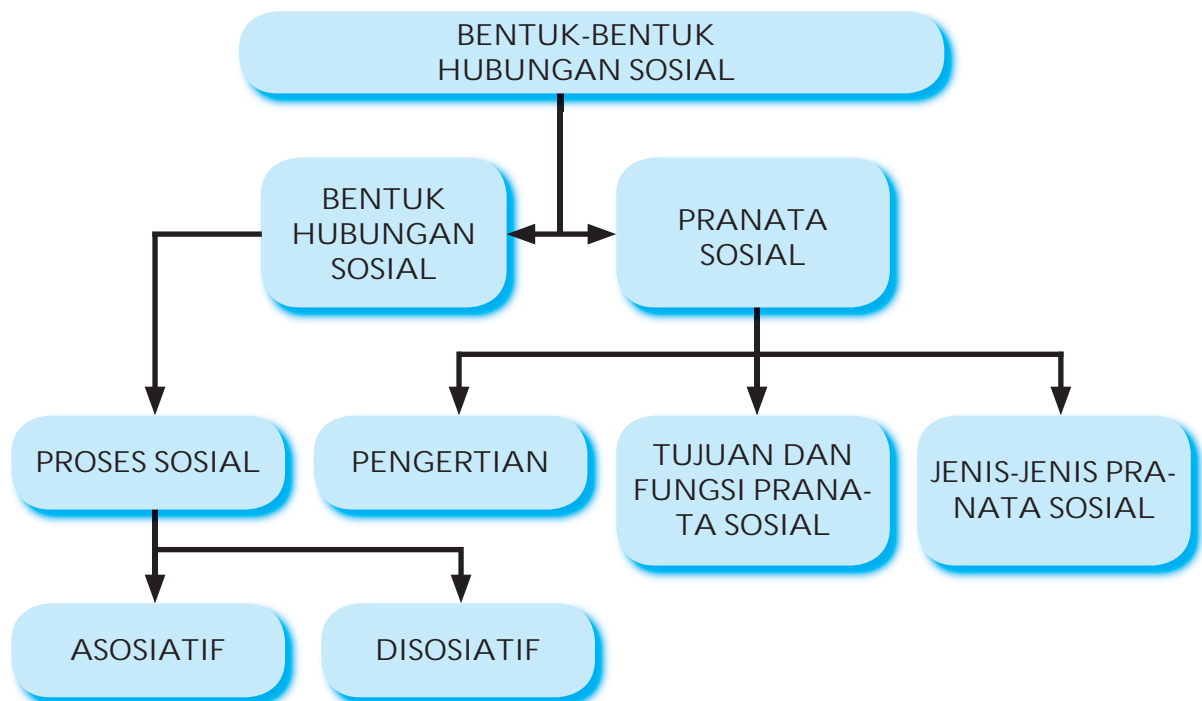 BENTUK-BENTUK
HUBUNGAN SOSIAL
BENTUK
HUBUNGAN
SOSIAL
PRANATA
SOSIAL
PROSES SOSIAL
PENGERTIAN
TUJUAN DAN
FUNGSI PRANA-
TA SOSIAL
JENIS-JENIS PRA-
NATA SOSIAL
ASOSIATIF
DISOSIATIF